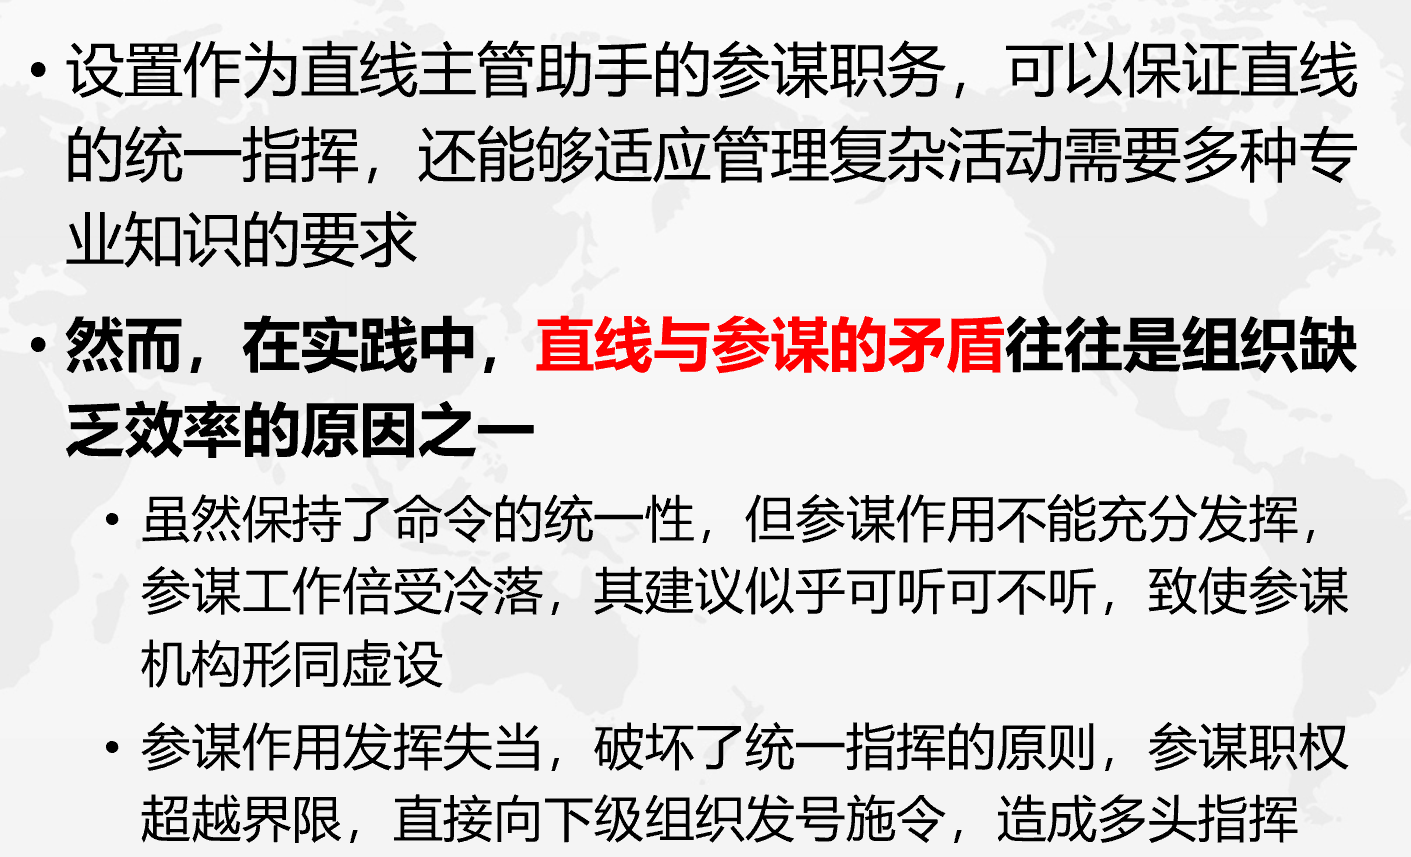 • 设置作为直线主管助手的参谋职务，可以保证直线
的统一指挥，还能够适应管理复杂活动需要多种专
业知识的要求
• 然而，在实践中，直线与参谋的矛盾往往是组织缺
乏效率的原因之一
• 虽然保持了命令的统一性，但参谋作用不能充分发挥，
参谋工作倍受冷落，其建议似乎可听可不听，致使参谋
机构形同虚设
• 参谋作用发挥失当，破坏了统一指挥的原则，参谋职权
超越界限，直接向下级组织发号施令，造成多头指挥